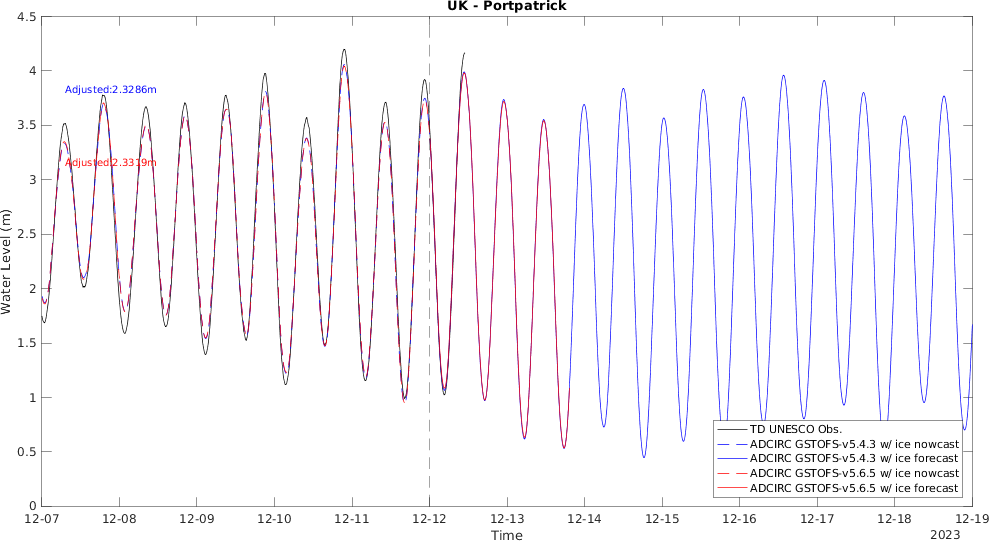 UK - Portpatrick
4.5
4
3.5
3
2.5
2
1.5
1
0.5
0
Water Level (m)
Adjusted:2.3286m
Adjusted:2.3319m
TD UNESCO Obs.
ADCIRC GSTOFS-v5.4.3 w/ ice nowcast
ADCIRC GSTOFS-v5.4.3 w/ ice forecast
ADCIRC GSTOFS-v5.6.5 w/ ice nowcast
ADCIRC GSTOFS-v5.6.5 w/ ice forecast
12-07 12-08 12-09 12-10 12-11 12-12 12-13 12-14 12-15 12-16 12-17 12-18 12-19
Time
2023